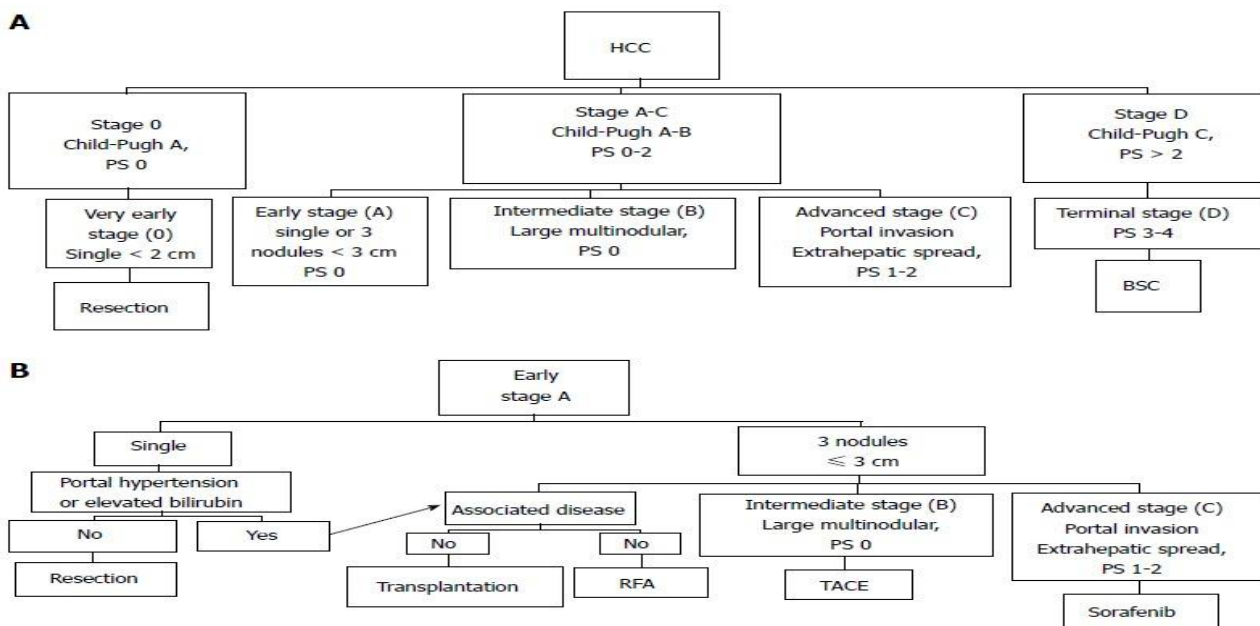 A
HCC
Stage 0
Child-Pugh A,
PS 0
Stage A-C
Child-Pugh A-B
PS 0-2
Stage D
Child-Pugh C,
PS > 2
Very early
stage (0)
Single < 2 cm
Early stage (A)
single or 3
nodules < 3 cm
PS 0
Intermediate stage (B)
Large multinodular,
PS 0
Advanced stage (C)
Portal invasion
Extrahepatic spread,
PS 1-2
Terminal stage (D)
PS 3-4
Resection
BSC
B
Early
stage A
Single
3 nodules
⩽ 3 cm
Portal hypertension
or elevated bilirubin
Associated disease
Intermediate stage (B)
Large multinodular,
PS 0
Advanced stage (C)
Portal invasion
Extrahepatic spread,
PS 1-2
No
Yes
No
No
Resection
Transplantation
RFA
TACE
Sorafenib